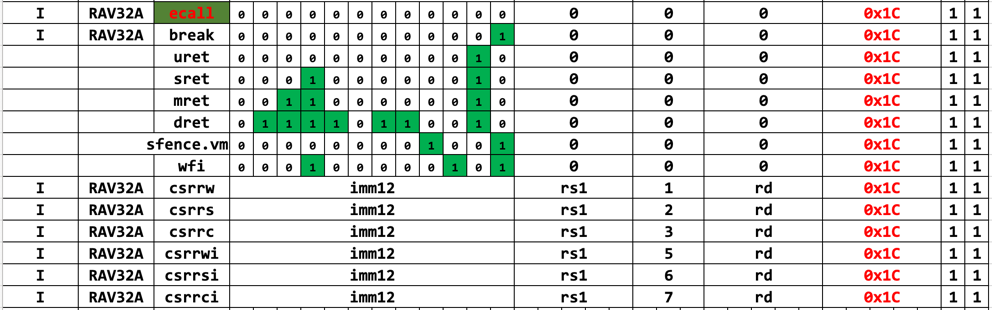 I RAV32A ecall 0 0 0 0 0 0 0 0 0 0 0 0 0 0 0 0x1C 1 1
I RAV32A break 0 0 0 0 0 0 0 0 0 0 0 1 0 0 0 0x1C 1 1
uret 0 0 0 0 0 0 0 0 0 0 1 0 0 0 0 0x1C 1 1
sret 0 0 0 1 0 0 0 0 0 0 1 0 0 0 0 0x1C 1 1
mret 0 0 1 1 0 0 0 0 0 0 1 0 0 0 0 0x1C 1 1
dret 0 1 1 1 1 0 1 1 0 0 1 0 0 0 0 0x1C 1 1
sfence.vm 0 0 0 0 0 0 0 0 1 0 0 1 0 0 0 0x1C 1 1
wfi 0 0 0 1 0 0 0 0 0 1 0 1 0 0 0 0x1C 1 1
I RAV32A csrrw imm12 rs1 1 rd 0x1C 1 1
I RAV32A csrrs imm12 rs1 2 rd 0x1C 1 1
I RAV32A csrrc imm12 rs1 3 rd 0x1C 1 1
I RAV32A csrrwi imm12 rs1 5 rd 0x1C 1 1
I RAV32A csrrsi imm12 rs1 6 rd 0x1C 1 1
I RAV32A csrrci imm12 rs1 7 rd 0x1C 1 1